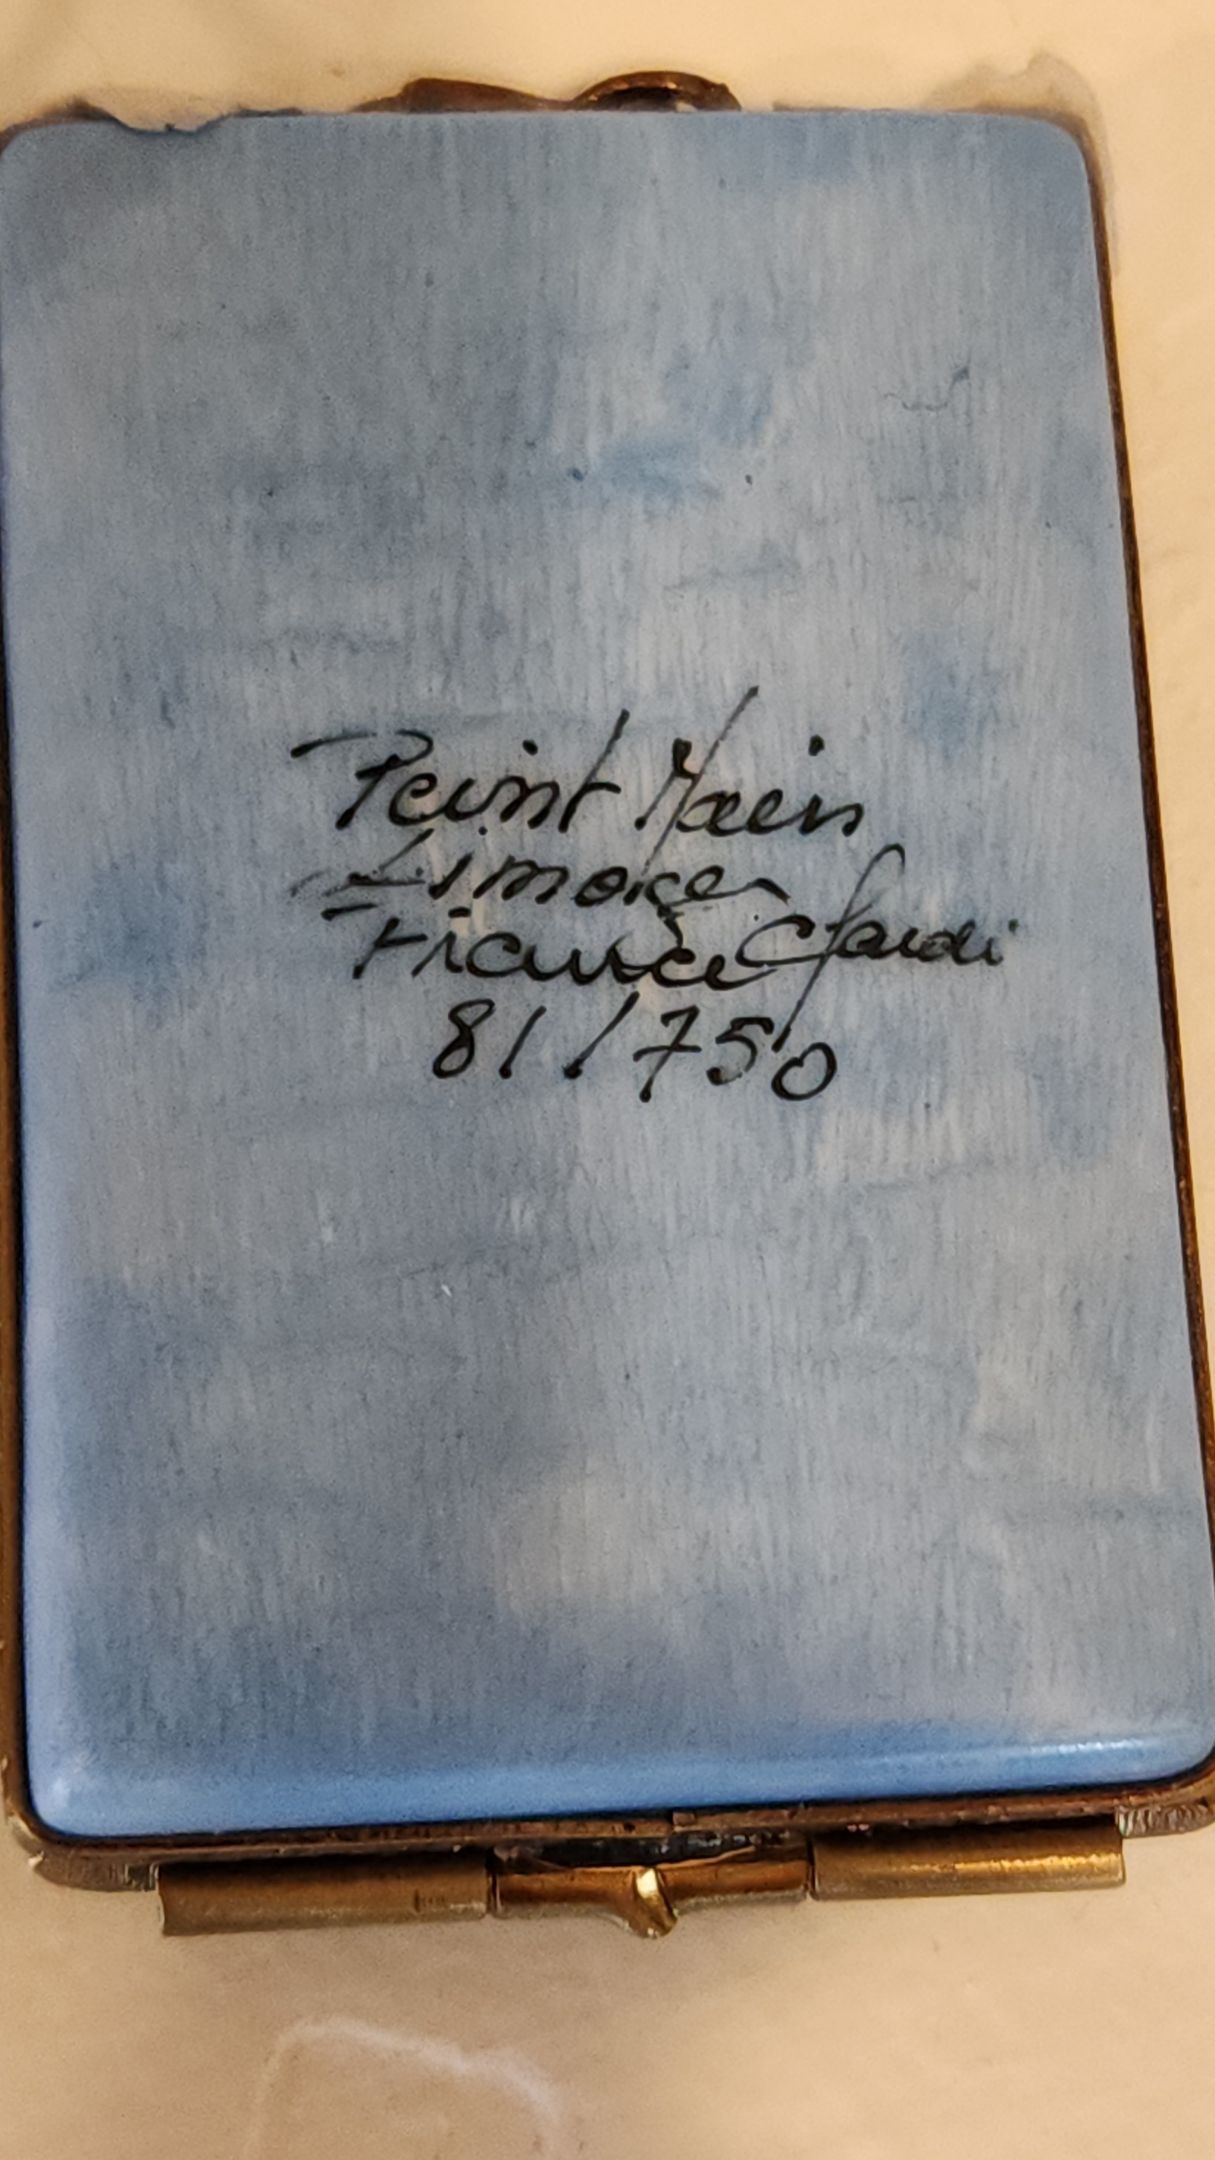 Peint Main
Limoges
France
81/750